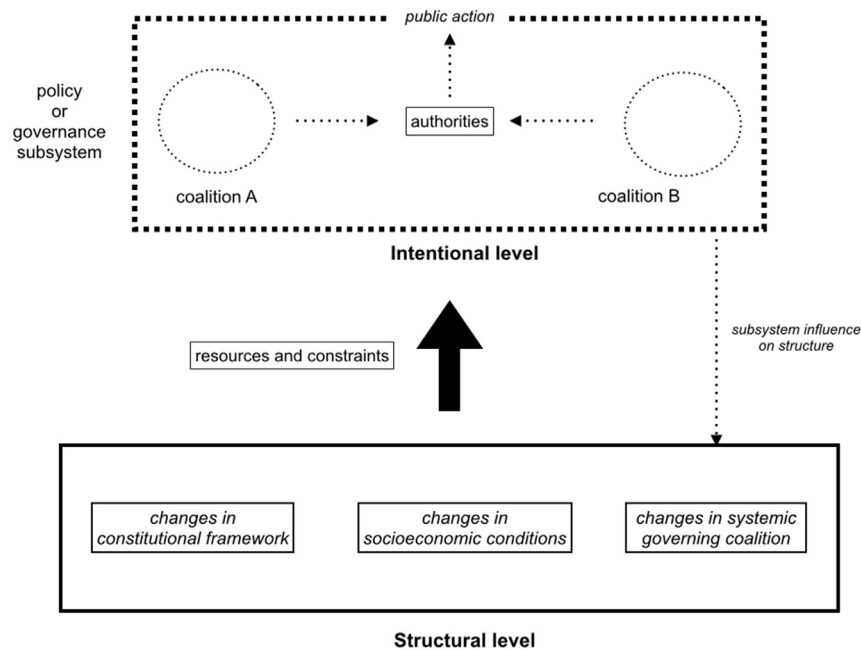 public action
policy
or
governance
subsystem
authorities
coalition A
coalition B
Intentional level
resources and constraints
subsystem influence
on structure
changes in
constitutional framework
changes in
socioeconomic conditions
changes in systemic
governing coalition
Structural level